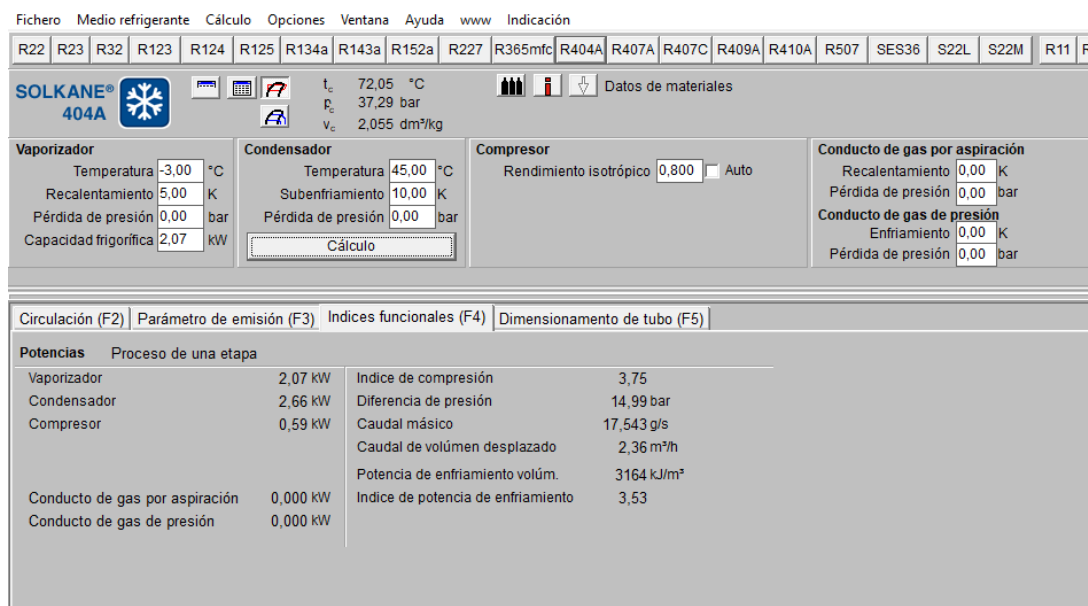 Fichero Medio refrigerante Cálculo Opciones Ventana Ayuda www Indicación
R22 R23 R32 R123 R124 R125 R134a R143a R152a R227 R365mfc R404A R407A R407C R409A R410A R507 SES36 S22L S22M R11
SOLKANE®
404A
tc 72,05 °C
pc 37,29 bar
vc 2,055 dm³/kg
Datos de materiales
Vaporizador
Temperatura -3,00 °C
Recalentamiento 5,00 K
Pérdida de presión 0,00 bar
Capacidad frigorífica 2,07 kW
Condensador
Temperatura 45,00 °C
Subenfriamiento 10,00 K
Pérdida de presión 0,00 bar
Cálculo
Compresor
Rendimiento isotrópico 0,800 Auto
Conducto de gas por aspiración
Recalentamiento 0,00 K
Pérdida de presión 0,00 bar
Conducto de gas de presión
Enfriamiento 0,00 K
Pérdida de presión 0,00 bar
Circulación (F2) Parámetro de emisión (F3) Indices funcionales (F4) Dimensionamento de tubo (F5)
Potencias Proceso de una etapa
Vaporizador 2,07 kW
Condensador 2,66 kW
Compresor 0,59 kW
Conducto de gas por aspiración 0,000 kW
Conducto de gas de presión 0,000 kW
Indice de compresión 3,75
Diferencia de presión 14,99 bar
Caudal másico 17,543 g/s
Caudal de volúmen desplazado 2,36 m³/h
Potencia de enfriamiento volúm. 3164 kJ/m³
Indice de potencia de enfriamiento 3,53